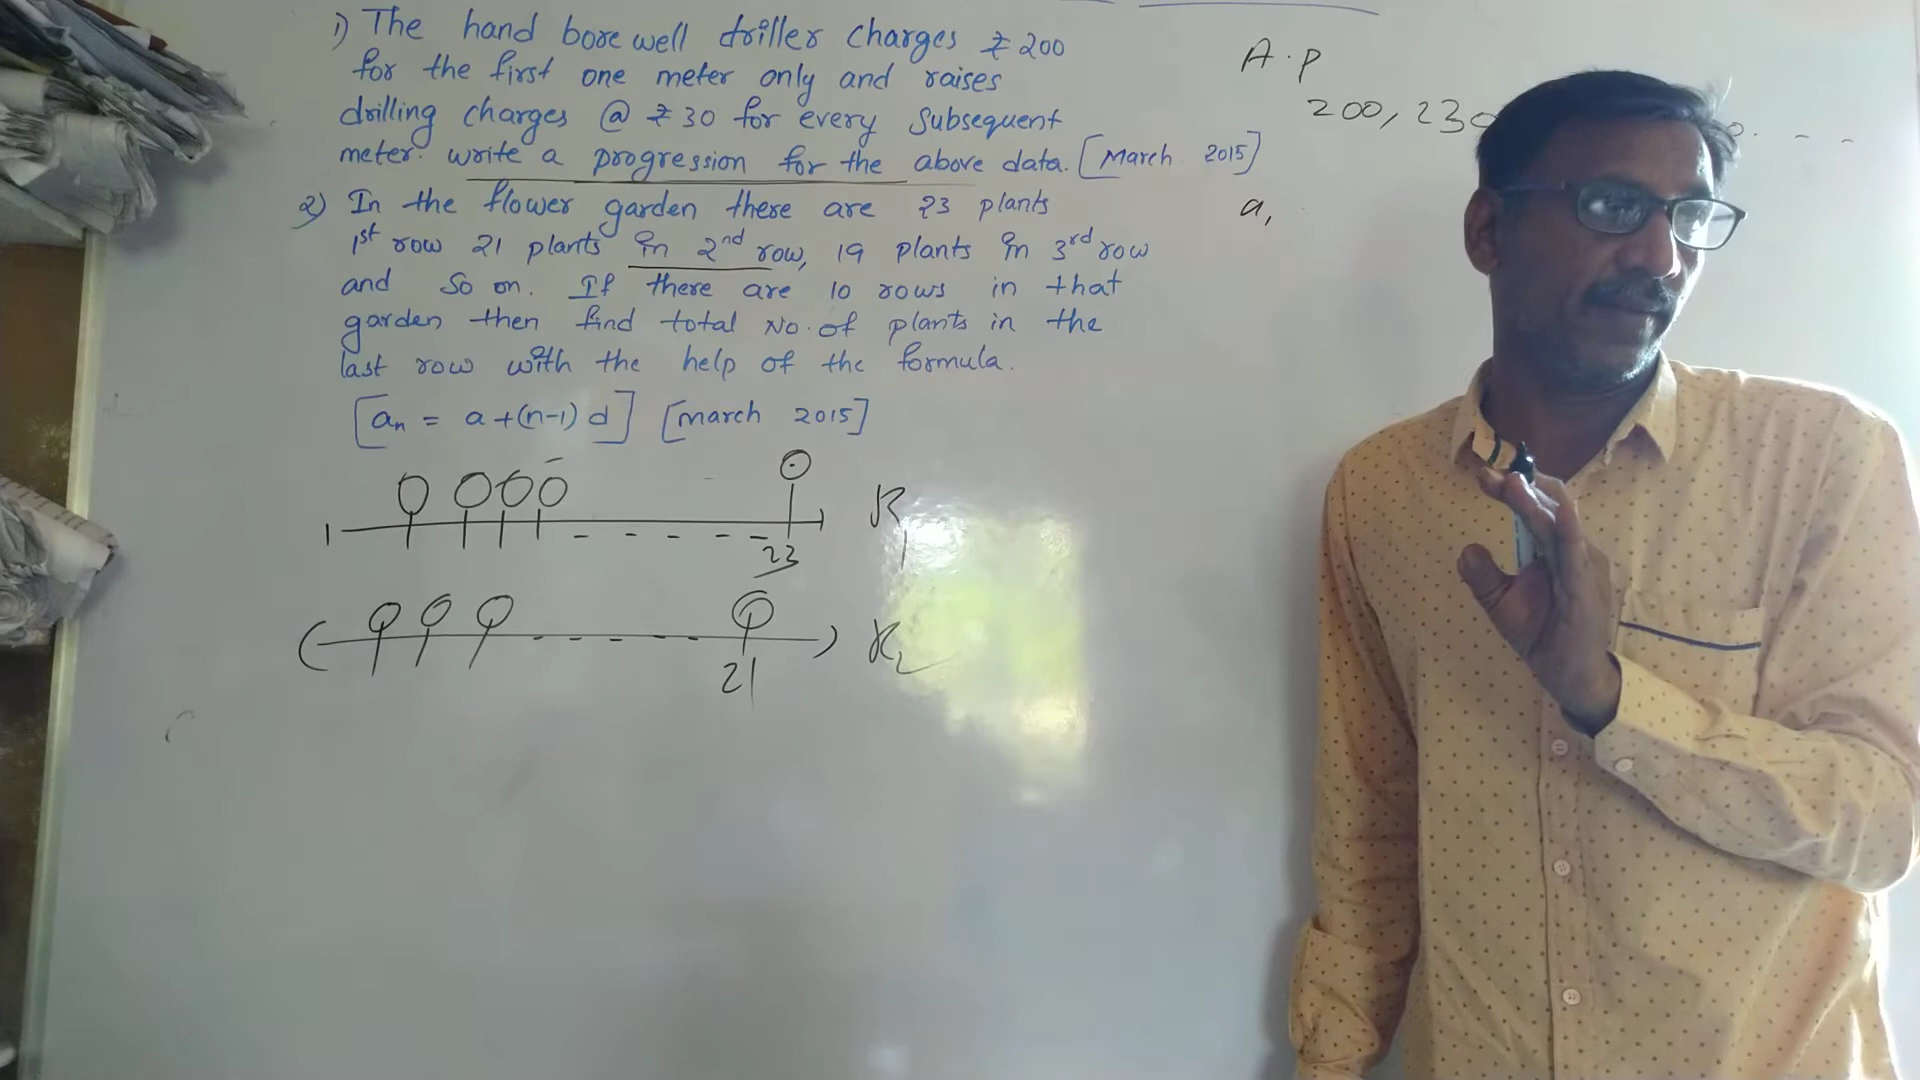 1) The hand bore well driller charges ₹ 200
for the first one meter only and raises
drilling charges @ ₹ 30 for every subsequent
meter. write a progression for the above data. [March 2015]
2) In the flower garden there are 23 plants
1st row 21 plants in 2nd row, 19 plants in 3rd row
and so on. If there are 10 rows in that
garden then find total No. of plants in the
last row with the help of the formula.
[an = a + (n-1) d] [march 2015]
23 R1
21 R2
A.p
200, 230
a,